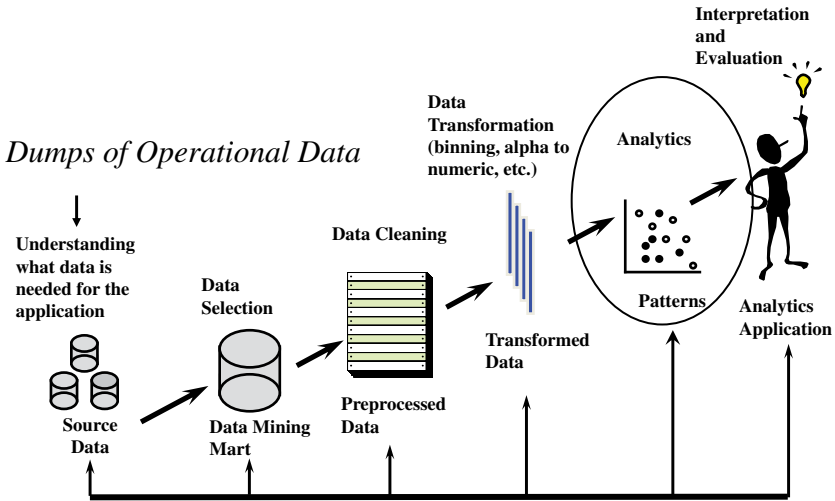 Dumps of Operational Data
Understanding
what data is
needed for the
application
Source
Data
Data
Selection
Data Mining
Mart
Data Cleaning
Preprocessed
Data
Data
Transformation
(binning, alpha to
numeric, etc.)
Transformed
Data
Analytics
Patterns
Interpretation
and
Evaluation
Analytics
Application